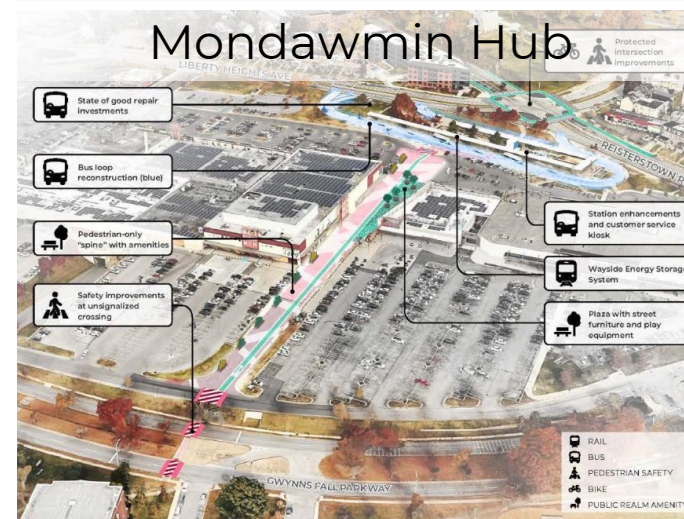 Mondawmin Hub
Protected
intersection
improvements
LIBERTY HEIGHTS AVE
State of good repair
investments
REISTERSTOWN
Bus loop
reconstruction (blue)
Station enhancements
and customer service
kiosk
Pedestrian-only
"spine" with amenities
Wayside Energy Storage
System
Safety improvements
at unsignalized
crossing
Plaza with street
furniture and play
equipment
RAIL
BUS
PEDESTRIAN SAFETY
BIKE
PUBLIC REALM AMENITY
GWYNNS FALL PARKWAY